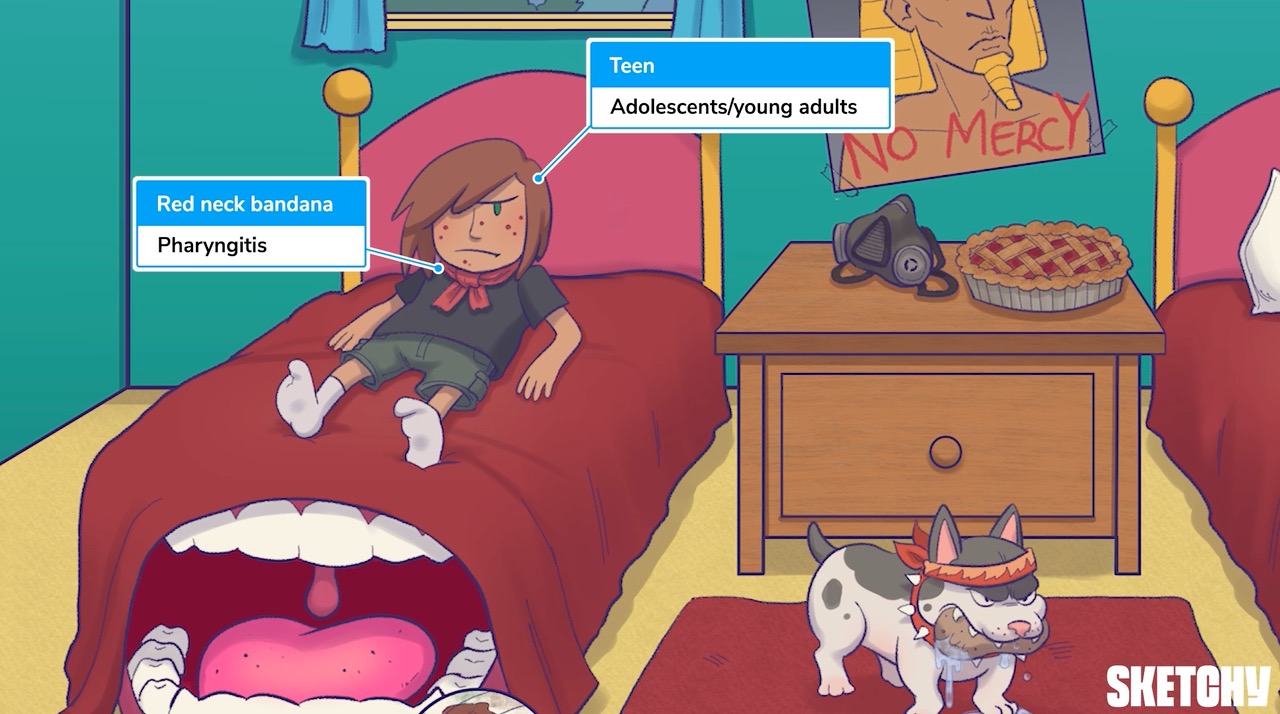 Teen
Adolescents/young adults
NO MERCY
Red neck bandana
Pharyngitis
SKETCHY